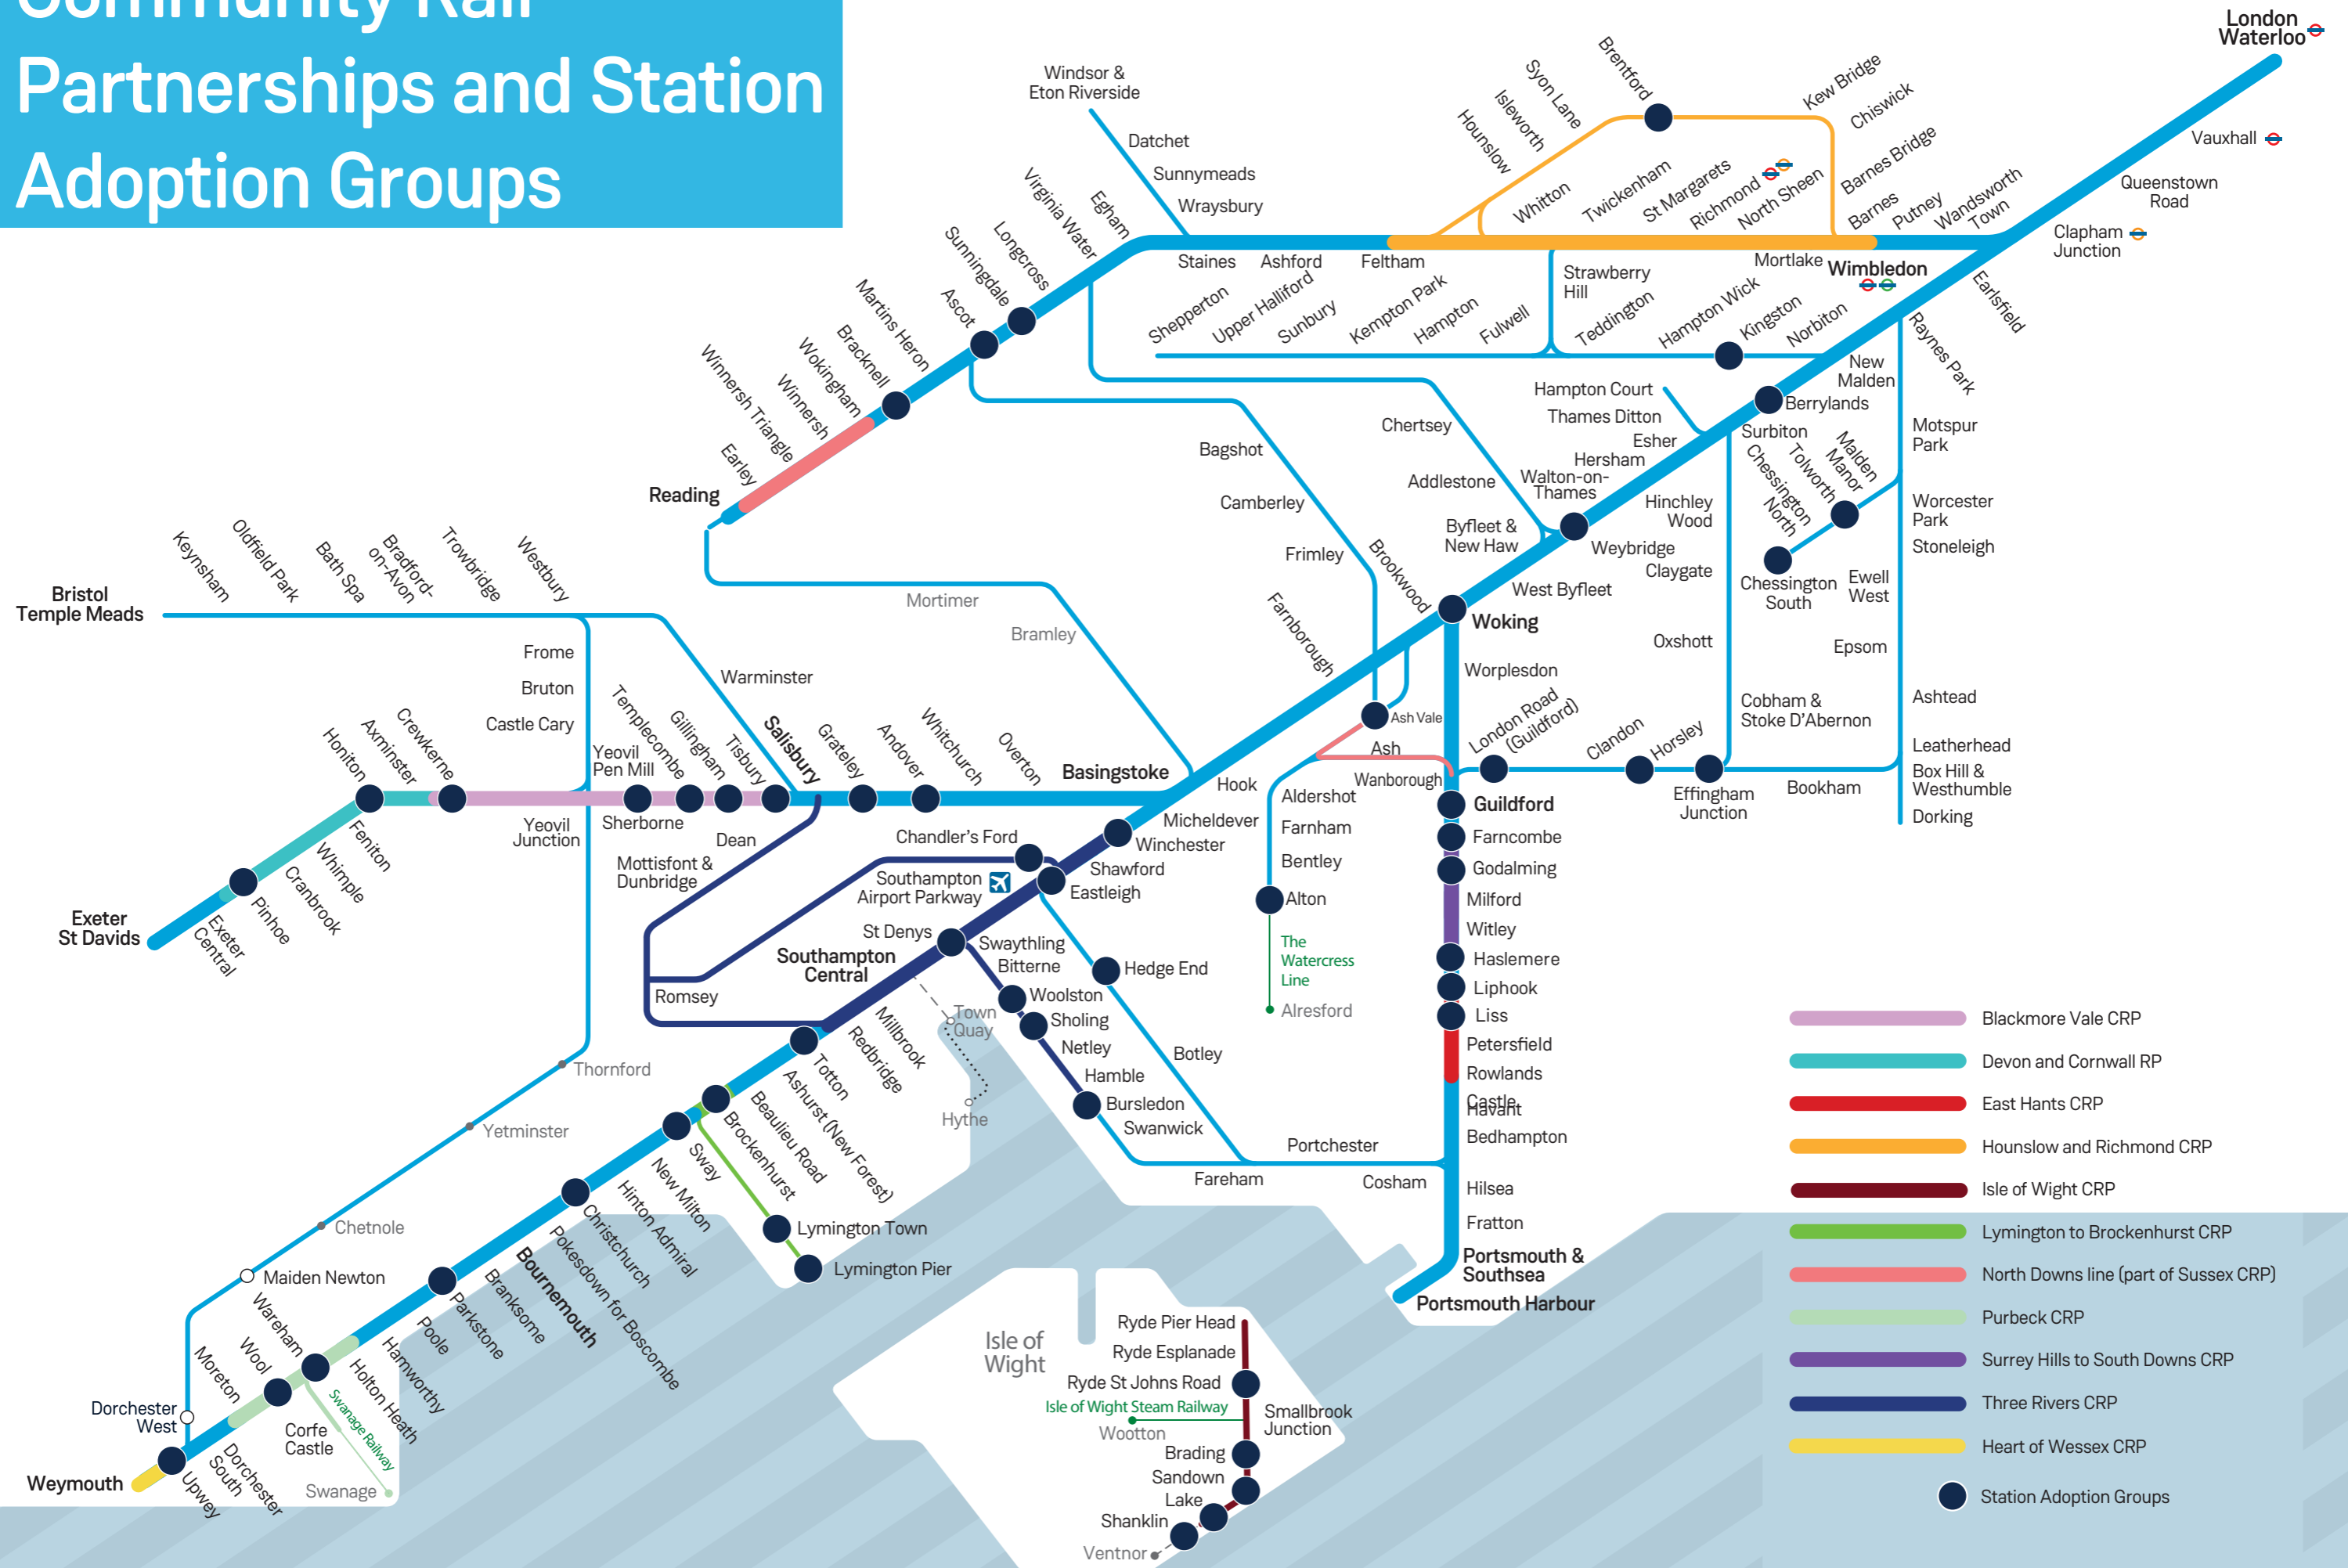 Community Rail
Partnerships and Station
Adoption Groups
London
Waterloo
Vauxhall
Queenstown
Road
Clapham
Junction
Earlsfield
Wandsworth
Town
Putney
Barnes
Barnes Bridge
Chiswick
Kew Bridge
Brentford
Syon Lane
Isleworth
Hounslow
Whitton
Twickenham
St Margarets
Richmond
North Sheen
Mortlake
Wimbledon
Windsor &
Eton Riverside
Datchet
Sunnymeads
Wraysbury
Staines
Ashford
Feltham
Egham
Virginia Water
Longcross
Sunningdale
Ascot
Martins Heron
Bracknell
Wokingham
Winnersh
Winnersh Triangle
Earley
Reading
Shepperton
Upper Halliford
Sunbury
Kempton Park
Hampton
Fulwell
Strawberry
Hill
Teddington
Hampton Wick
Kingston
Norbiton
New
Malden
Raynes Park
Motspur
Park
Malden
Manor
Tolworth
Chessington
North
Chessington
South
Worcester
Park
Stoneleigh
Ewell
West
Epsom
Ashtead
Leatherhead
Box Hill &
Westhumble
Dorking
Berrylands
Surbiton
Hampton Court
Thames Ditton
Esher
Hersham
Walton-on-
Thames
Hinchley
Wood
Claygate
Oxshott
Cobham &
Stoke D'Abernon
Bookham
Effingham
Junction
Horsley
Clandon
London Road
(Guildford)
Weybridge
Byfleet &
New Haw
West Byfleet
Addlestone
Chertsey
Bagshot
Camberley
Frimley
Brookwood
Farnborough
Woking
Worplesdon
Ash Vale
Ash
Wanborough
Guildford
Farncombe
Godalming
Milford
Witley
Haslemere
Liphook
Liss
Petersfield
Rowlands
Castle
Havant
Bedhampton
Hilsea
Fratton
Portsmouth &
Southsea
Portsmouth Harbour
Aldershot
Farnham
Bentley
Alton
The
Watercress
Line
Alresford
Mortimer
Bramley
Basingstoke
Hook
Micheldever
Winchester
Shawford
Eastleigh
Chandler's Ford
Southampton
Airport Parkway
St Denys
Swaythling
Bitterne
Southampton
Central
Woolston
Sholing
Netley
Hamble
Bursledon
Swanwick
Hedge End
Botley
Fareham
Portchester
Cosham
Town
Quay
Hythe
Millbrook
Redbridge
Romsey
Mottisfont &
Dunbridge
Dean
Bristol
Temple Meads
Keynsham
Oldfield Park
Bath Spa
Bradford-
on-Avon
Trowbridge
Westbury
Warminster
Salisbury
Frome
Bruton
Castle Cary
Yeovil
Pen Mill
Grateley
Andover
Whitchurch
Overton
Tisbury
Gillingham
Templecombe
Sherborne
Yeovil
Junction
Crewkerne
Axminster
Honiton
Feniton
Whimple
Cranbrook
Pinhoe
Exeter
Central
Exeter
St Davids
Thornford
Yetminster
Chetnole
Maiden Newton
Dorchester
West
Totton
Ashurst (New Forest)
Beaulieu Road
Brockenhurst
Sway
New Milton
Hinton Admiral
Christchurch
Pokesdown for Boscombe
Bournemouth
Branksome
Parkstone
Poole
Hamworthy
Holton Heath
Wareham
Wool
Moreton
Dorchester
South
Upwey
Weymouth
Corfe
Castle
Swanage Railway
Swanage
Lymington Town
Lymington Pier
Isle of
Wight
Ryde Pier Head
Ryde Esplanade
Ryde St Johns Road
Isle of Wight Steam Railway
Wootton
Smallbrook
Junction
Brading
Sandown
Lake
Shanklin
Ventnor
Blackmore Vale CRP
Devon and Cornwall RP
East Hants CRP
Hounslow and Richmond CRP
Isle of Wight CRP
Lymington to Brockenhurst CRP
North Downs line (part of Sussex CRP)
Purbeck CRP
Surrey Hills to South Downs CRP
Three Rivers CRP
Heart of Wessex CRP
Station Adoption Groups